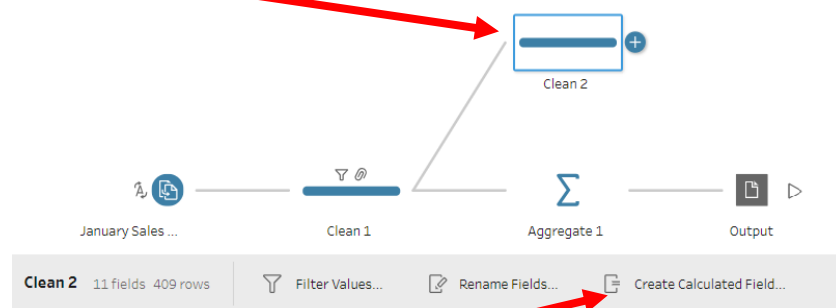 Clean 2
January Sales ...
Clean 1
Aggregate 1
Output
Clean 2 11 fields 409 rows Filter Values... Rename Fields... Create Calculated Field...